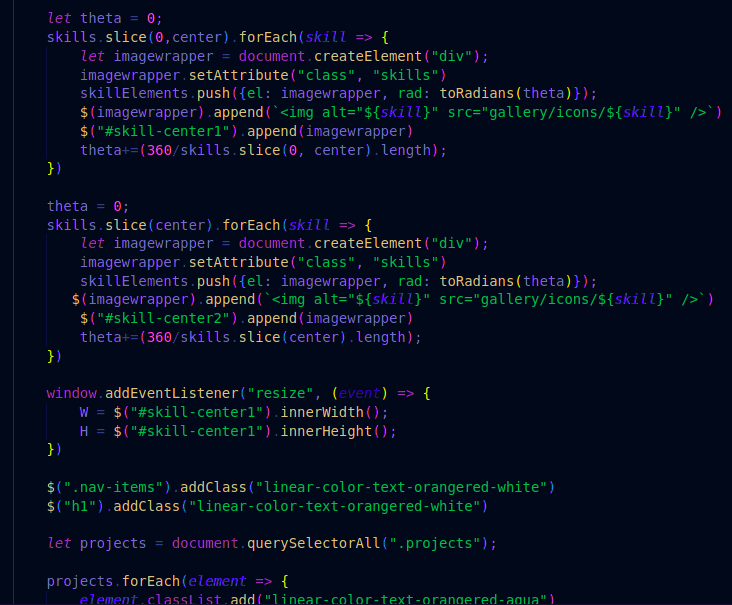 let theta = 0;
skills.slice(0,center).forEach(skill => {
let imagewrapper = document.createElement("div");
imagewrapper.setAttribute("class", "skills")
skillElements.push({el: imagewrapper, rad: toRadians(theta)});
$(imagewrapper).append(`<img alt="${skill}" src="gallery/icons/${skill}" />`)
$("#skill-center1").append(imagewrapper)
theta+=(360/skills.slice(0, center).length);
})
theta = 0;
skills.slice(center).forEach(skill => {
let imagewrapper = document.createElement("div");
imagewrapper.setAttribute("class", "skills")
skillElements.push({el: imagewrapper, rad: toRadians(theta)});
$(imagewrapper).append(`<img alt="${skill}" src="gallery/icons/${skill}" />`)
$("#skill-center2").append(imagewrapper)
theta+=(360/skills.slice(center).length);
})
window.addEventListener("resize", (event) => {
W = $("#skill-center1").innerWidth();
H = $("#skill-center1").innerHeight();
})
$(".nav-items").addClass("linear-color-text-orangered-white")
$("h1").addClass("linear-color-text-orangered-white")
let projects = document.querySelectorAll(".projects");
projects.forEach(element => {
element.classList.add("linear-color-text-orangered-aqua")